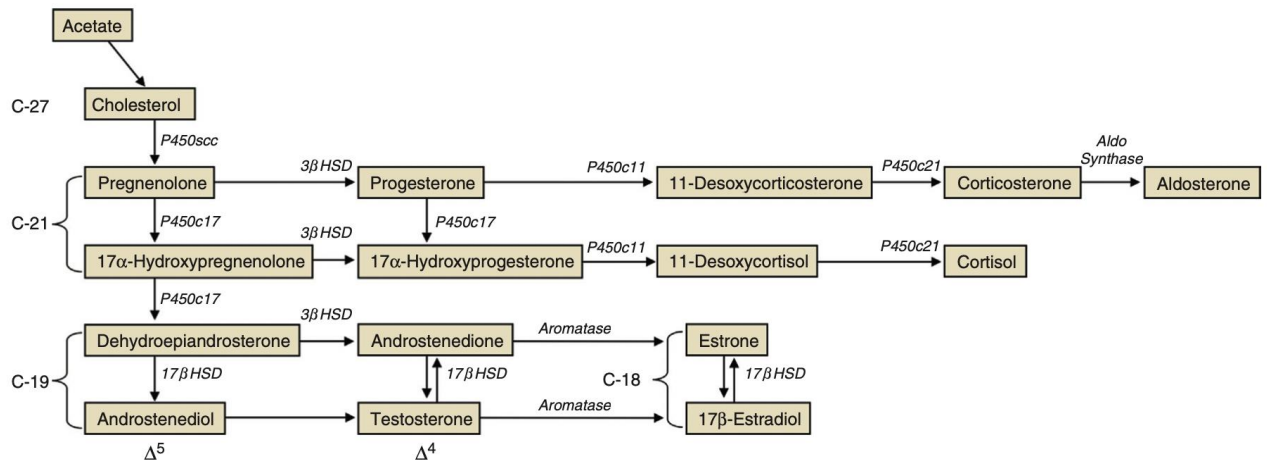 Acetate
C-27
Cholesterol
P450scc
Aldo
Synthase
3β HSD
P450c11
P450c21
Pregnenolone
Progesterone
11-Desoxycorticosterone
Corticosterone
Aldosterone
C-21
P450c17
P450c17
3β HSD
P450c11
P450c21
17α-Hydroxypregnenolone
17α-Hydroxyprogesterone
11-Desoxycortisol
Cortisol
P450c17
3β HSD
Aromatase
Dehydroepiandrosterone
Androstenedione
Estrone
C-19
17β HSD
17β HSD
C-18
17β HSD
Aromatase
Androstenediol
Testosterone
17β-Estradiol
Δ⁵
Δ⁴